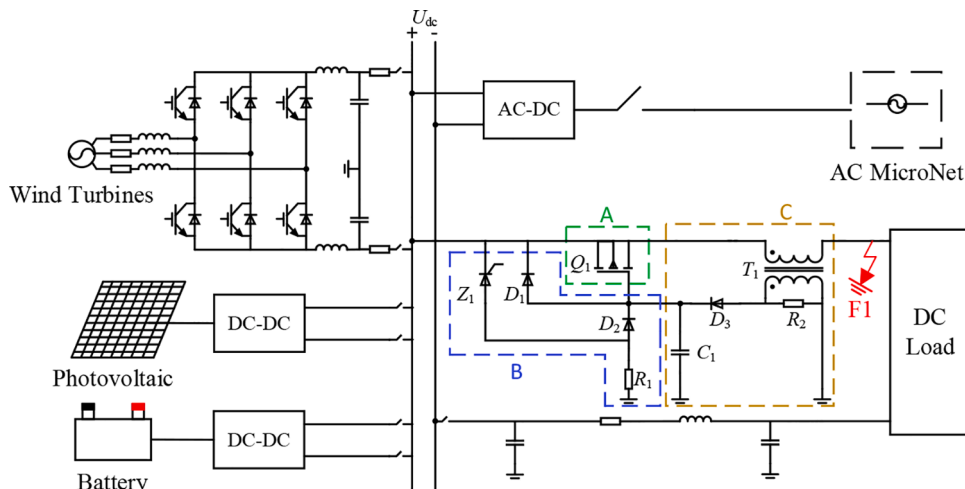 U_dc
+ -
AC-DC
AC MicroNet
Wind Turbines
A
C
Q_1
T_1
Z_1
D_1
F1
D_2
D_3
R_2
DC
Load
DC-DC
C_1
Photovoltaic
B
R_1
DC-DC
Battery